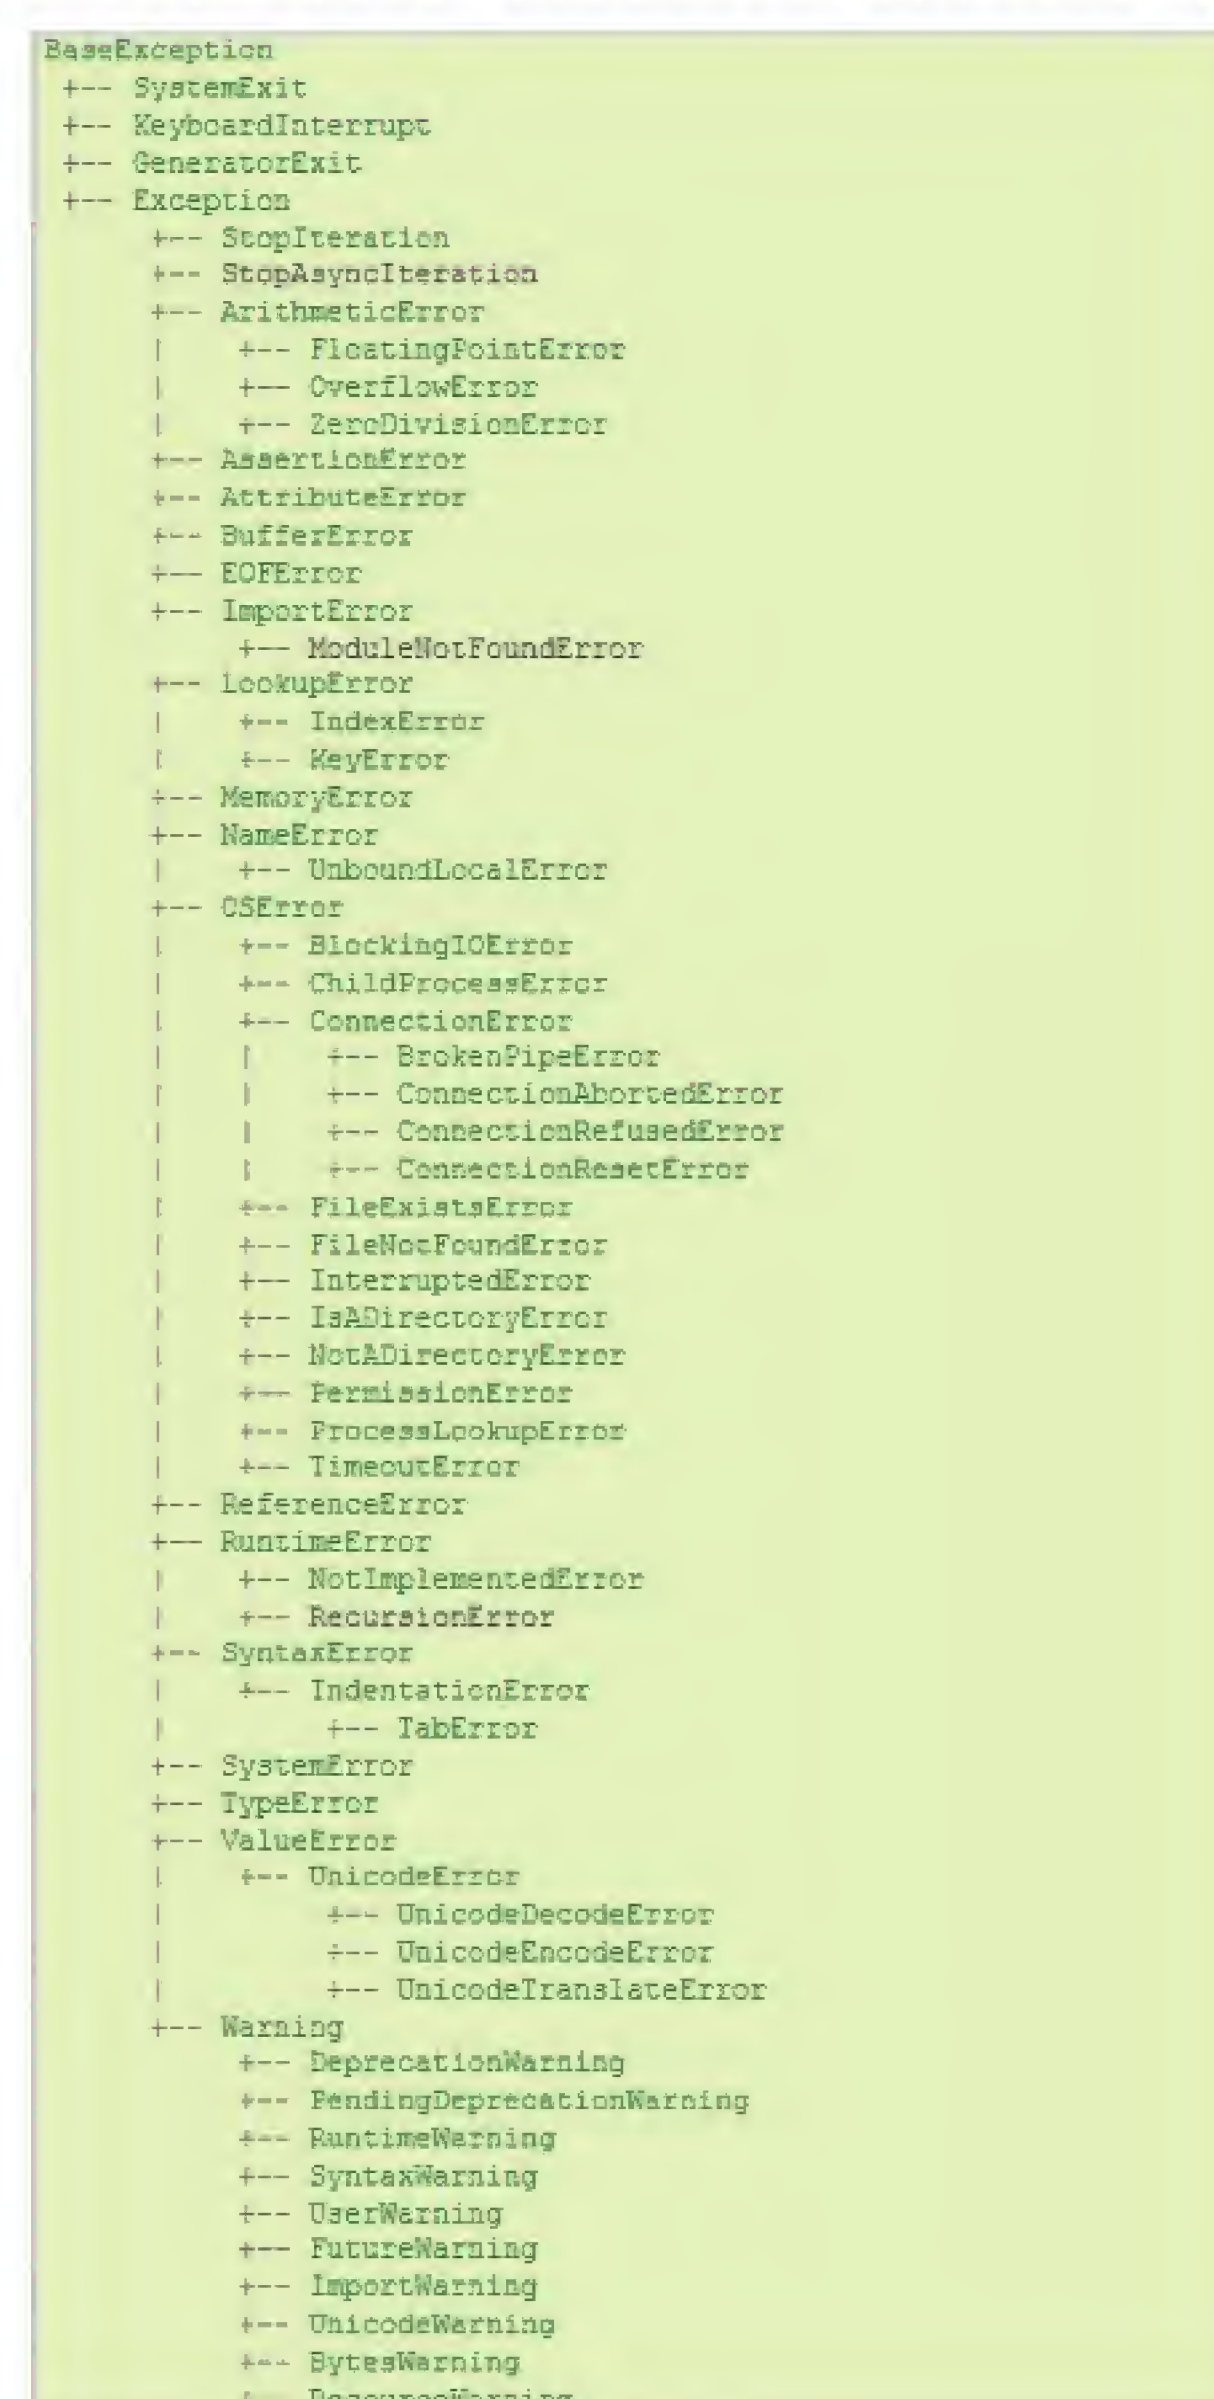 BaseException
+-- SystemExit
+-- KeyboardInterrupt
+-- GeneratorExit
+-- Exception
+-- StopIteration
+-- StopAsyncIteration
+-- ArithmeticError
| +-- FloatingPointError
| +-- OverflowError
| +-- ZeroDivisionError
+-- AssertionError
+-- AttributeError
+-- BufferError
+-- EOFError
+-- ImportError
+-- ModuleNotFoundError
+-- LookupError
| +-- IndexError
| +-- KeyError
+-- MemoryError
+-- NameError
| +-- UnboundLocalError
+-- OSError
| +-- BlockingIOError
| +-- ChildProcessError
| +-- ConnectionError
| | +-- BrokenPipeError
| | +-- ConnectionAbortedError
| | +-- ConnectionRefusedError
| | +-- ConnectionResetError
| +-- FileExistsError
| +-- FileNotFoundError
| +-- InterruptedError
| +-- IsADirectoryError
| +-- NotADirectoryError
| +-- PermissionError
| +-- ProcessLookupError
| +-- TimeoutError
+-- ReferenceError
+-- RuntimeError
| +-- NotImplementedError
| +-- RecursionError
+-- SyntaxError
| +-- IndentationError
| +-- TabError
+-- SystemError
+-- TypeError
+-- ValueError
| +-- UnicodeError
| +-- UnicodeDecodeError
| +-- UnicodeEncodeError
| +-- UnicodeTranslateError
+-- Warning
+-- DeprecationWarning
+-- PendingDeprecationWarning
+-- RuntimeWarning
+-- SyntaxWarning
+-- UserWarning
+-- FutureWarning
+-- ImportWarning
+-- UnicodeWarning
+-- BytesWarning
+-- ResourceWarning